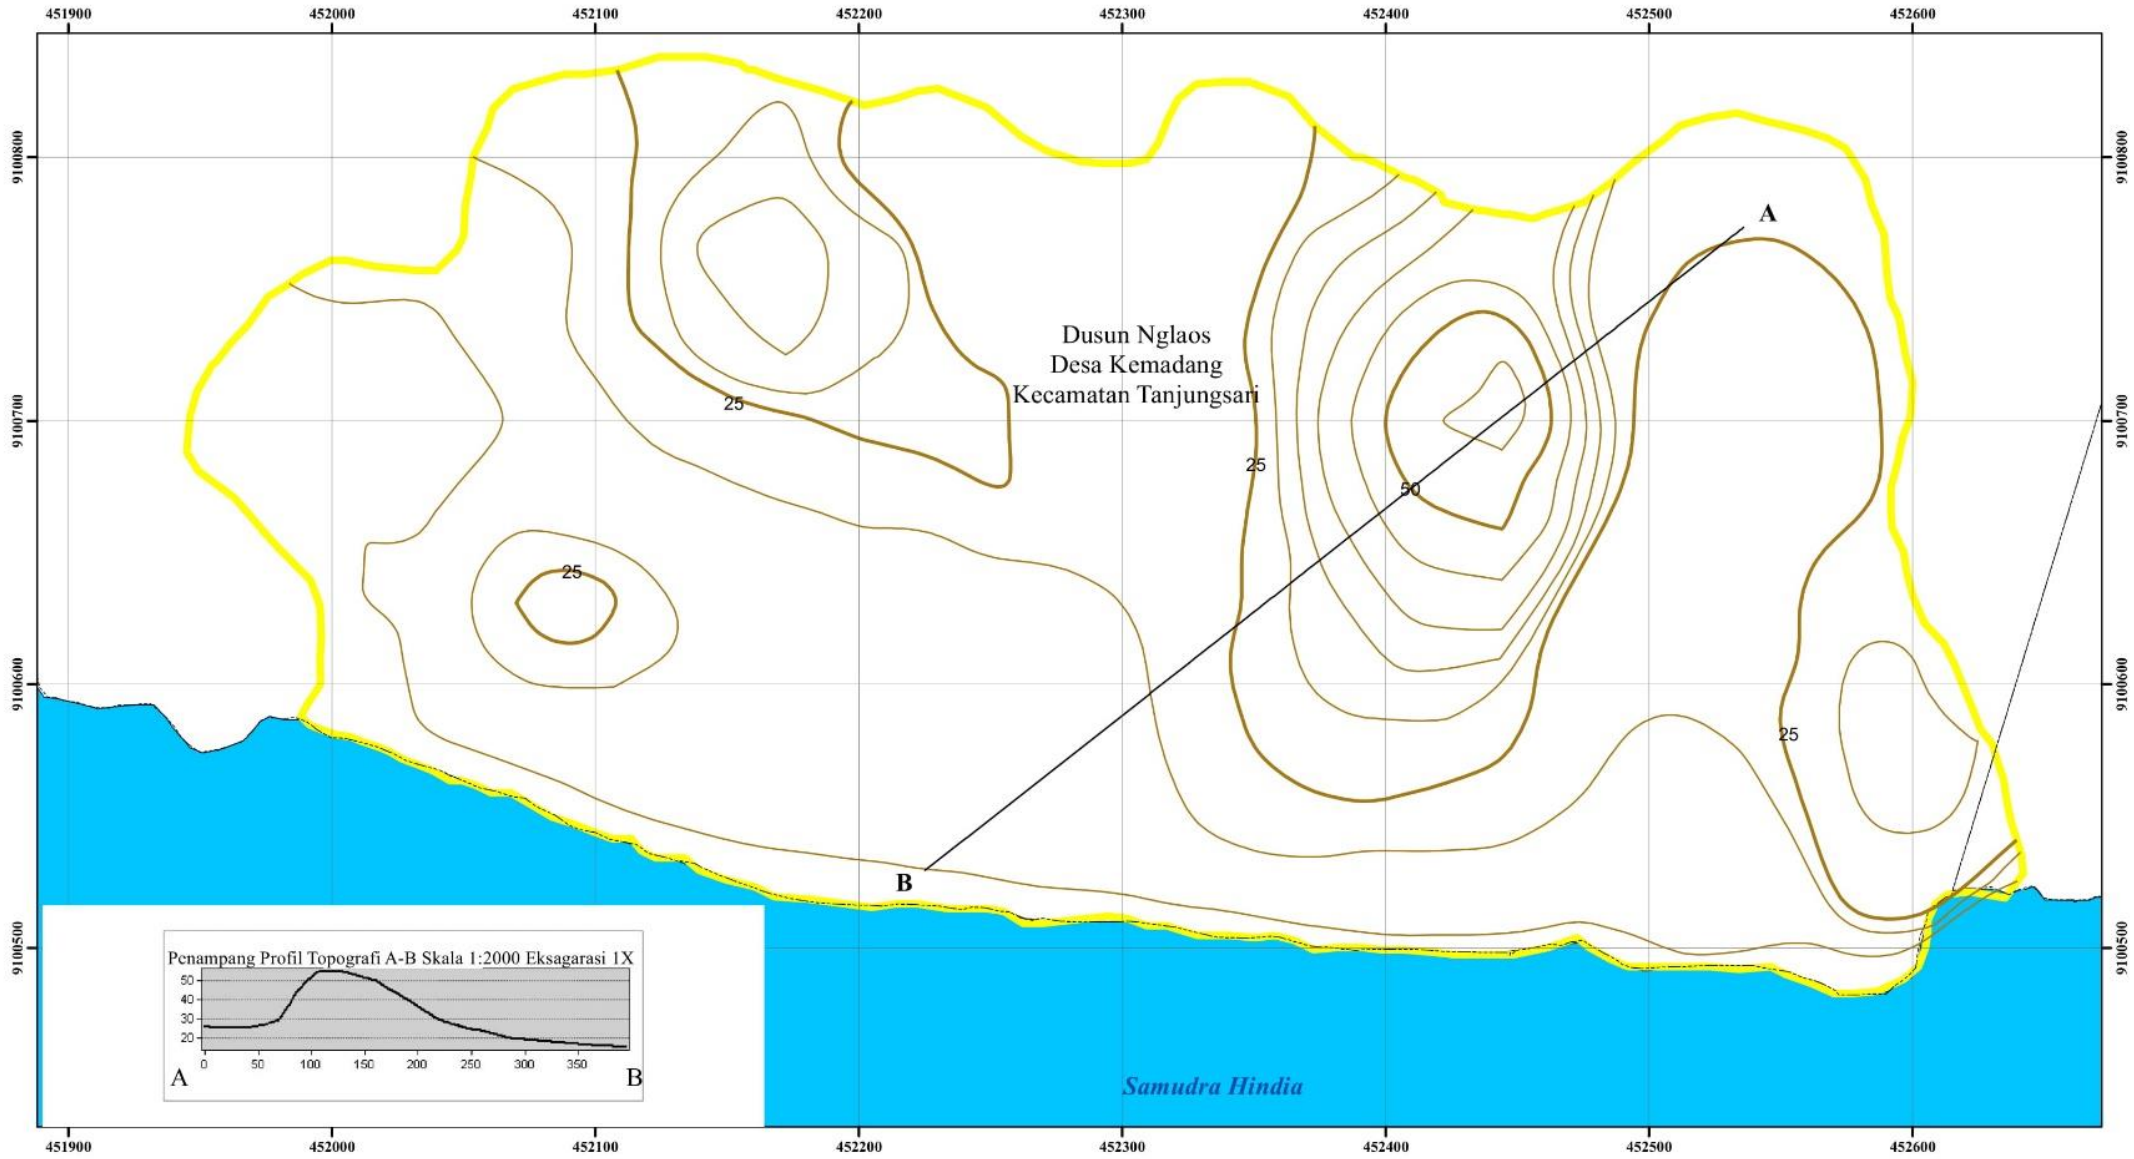 451900 452000 452100 452200 452300 452400 452500 452600
9100800 9100800
A
Dusun Nglaos
Desa Kemadang
Kecamatan Tanjungsari
25
9100700 9100700
25
50
25
9100600 9100600
25
B
9100500 9100500
Penampang Profil Topografi A-B Skala 1:2000 Eksagarasi 1X
50
40
30
20
0 50 100 150 200 250 300 350
A B
Samudra Hindia
451900 452000 452100 452200 452300 452400 452500 452600